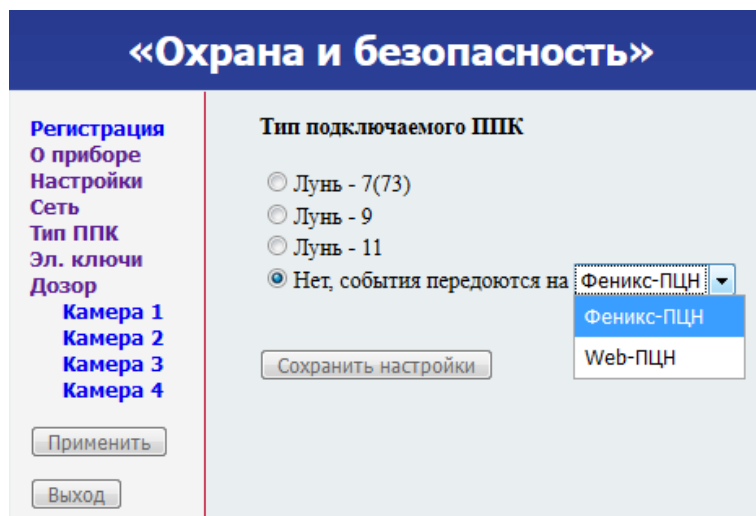 «Охрана и безопасность»
Регистрация
О приборе
Настройки
Сеть
Тип ППК
Эл. ключи
Дозор
Камера 1
Камера 2
Камера 3
Камера 4
Применить
Выход
Тип подключаемого ППК
Лунь - 7(73)
Лунь - 9
Лунь - 11
Нет, события передоются на Феникс-ПЦН
Феникс-ПЦН
Web-ПЦН
Сохранить настройки